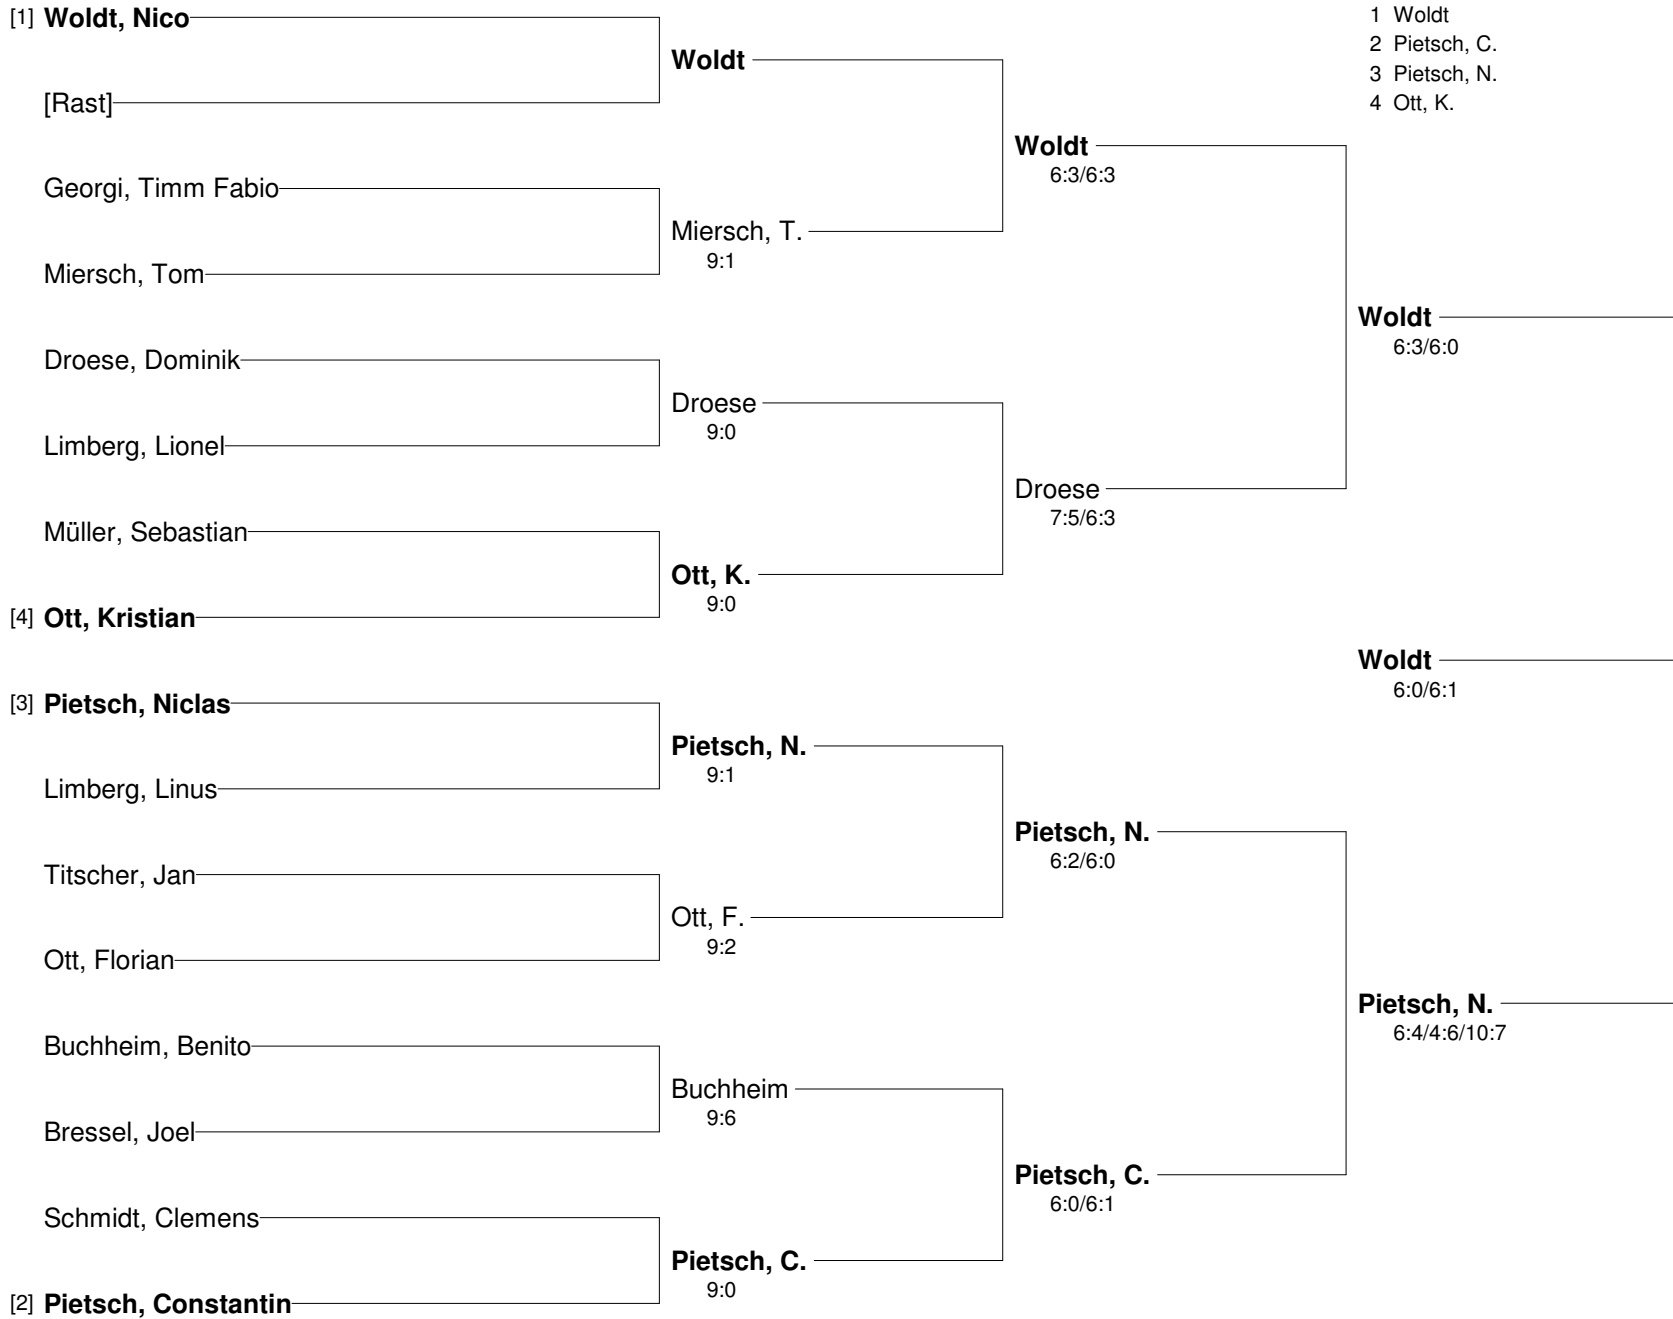 [1] Woldt, Nico
[Rast]
Georgi, Timm Fabio
Miersch, Tom
Droese, Dominik
Limberg, Lionel
Müller, Sebastian
[4] Ott, Kristian
[3] Pietsch, Niclas
Limberg, Linus
Titscher, Jan
Ott, Florian
Buchheim, Benito
Bressel, Joel
Schmidt, Clemens
[2] Pietsch, Constantin
Woldt
Miersch, T.
9:1
Droese
9:0
Ott, K.
9:0
Pietsch, N.
9:1
Ott, F.
9:2
Buchheim
9:6
Pietsch, C.
9:0
Woldt
6:3/6:3
Droese
7:5/6:3
Pietsch, N.
6:2/6:0
Pietsch, C.
6:0/6:1
1 Woldt
2 Pietsch, C.
3 Pietsch, N.
4 Ott, K.
Woldt
6:3/6:0
Woldt
6:0/6:1
Pietsch, N.
6:4/4:6/10:7